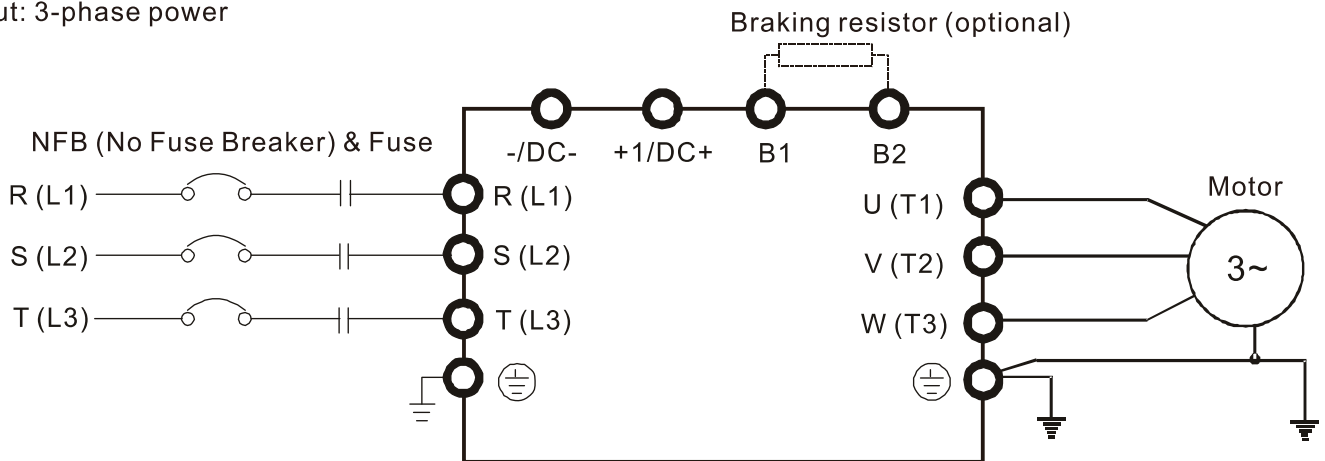 3-phase power
Braking resistor (optional)
NFB (No Fuse Breaker) & Fuse
-/DC- +1/DC+ B1 B2
R (L1) R (L1) U (T1) Motor
S (L2) S (L2) V (T2) 3~
T (L3) T (L3) W (T3)